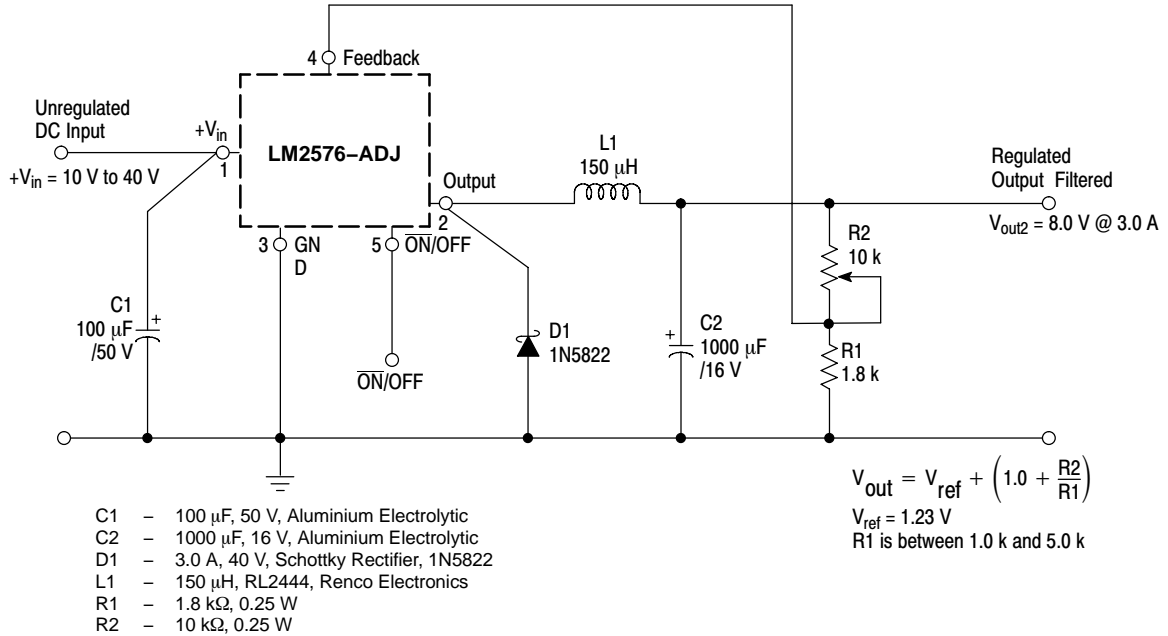 4
Feedback
Unregulated
DC Input
+Vin
1
+Vin = 10 V to 40 V
LM2576–ADJ
Output
2
L1
150 μH
Regulated
Output Filtered
Vout2 = 8.0 V @ 3.0 A
3
GN
D
5
ON/OFF
R2
10 k
C1
100 μF
/50 V
+
ON/OFF
D1
1N5822
+
C2
1000 μF
/16 V
R1
1.8 k
Vout = Vref + (1.0 + R2/R1)
Vref = 1.23 V
R1 is between 1.0 k and 5.0 k
C1 – 100 μF, 50 V, Aluminium Electrolytic
C2 – 1000 μF, 16 V, Aluminium Electrolytic
D1 – 3.0 A, 40 V, Schottky Rectifier, 1N5822
L1 – 150 μH, RL2444, Renco Electronics
R1 – 1.8 kΩ, 0.25 W
R2 – 10 kΩ, 0.25 W